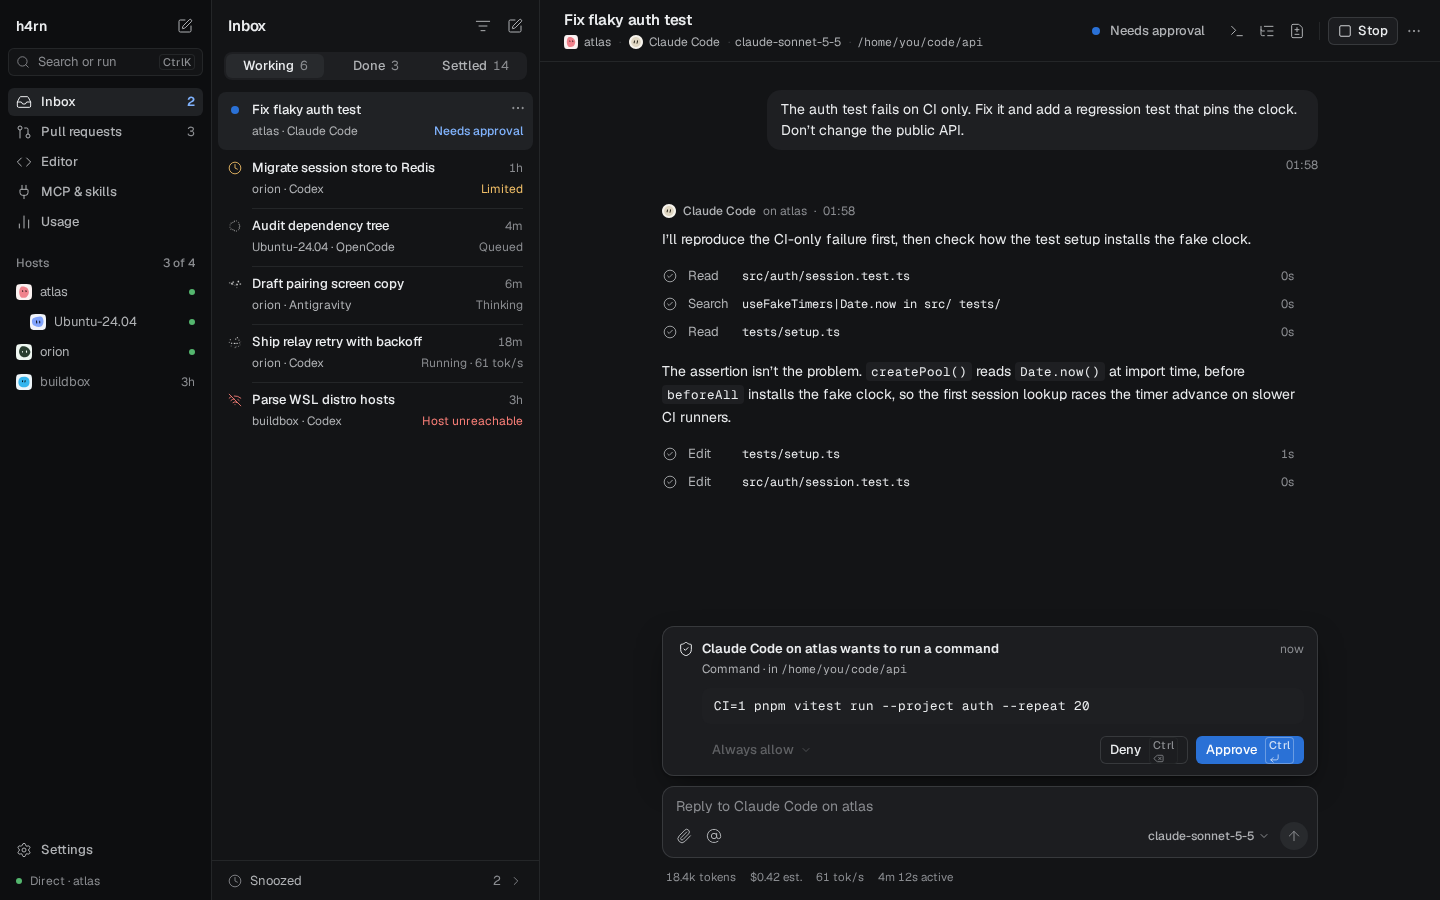 h4rn
Search or run CtrlK
Inbox 2
Pull requests 3
Editor
MCP & skills
Usage
Hosts 3 of 4
atlas
Ubuntu-24.04
orion
buildbox 3h
Settings
Direct · atlas
Inbox
Working 6 Done 3 Settled 14
Fix flaky auth test ···
atlas · Claude Code Needs approval
Migrate session store to Redis 1h
orion · Codex Limited
Audit dependency tree 4m
Ubuntu-24.04 · OpenCode Queued
Draft pairing screen copy 6m
orion · Antigravity Thinking
Ship relay retry with backoff 18m
orion · Codex Running · 61 tok/s
Parse WSL distro hosts 3h
buildbox · Codex Host unreachable
Snoozed 2
Fix flaky auth test
atlas · Claude Code · claude-sonnet-5-5 · /home/you/code/api
Needs approval Stop ···
The auth test fails on CI only. Fix it and add a regression test that pins the clock.
Don’t change the public API.
01:58
Claude Code on atlas · 01:58
I’ll reproduce the CI-only failure first, then check how the test setup installs the fake clock.
Read src/auth/session.test.ts 0s
Search useFakeTimers|Date.now in src/ tests/ 0s
Read tests/setup.ts 0s
The assertion isn’t the problem. createPool() reads Date.now() at import time, before
beforeAll installs the fake clock, so the first session lookup races the timer advance on slower
CI runners.
Edit tests/setup.ts 1s
Edit src/auth/session.test.ts 0s
Claude Code on atlas wants to run a command now
Command · in /home/you/code/api
CI=1 pnpm vitest run --project auth --repeat 20
Always allow Deny Ctrl ⌫ Approve Ctrl ↵
Reply to Claude Code on atlas
claude-sonnet-5-5
18.4k tokens $0.42 est. 61 tok/s 4m 12s active